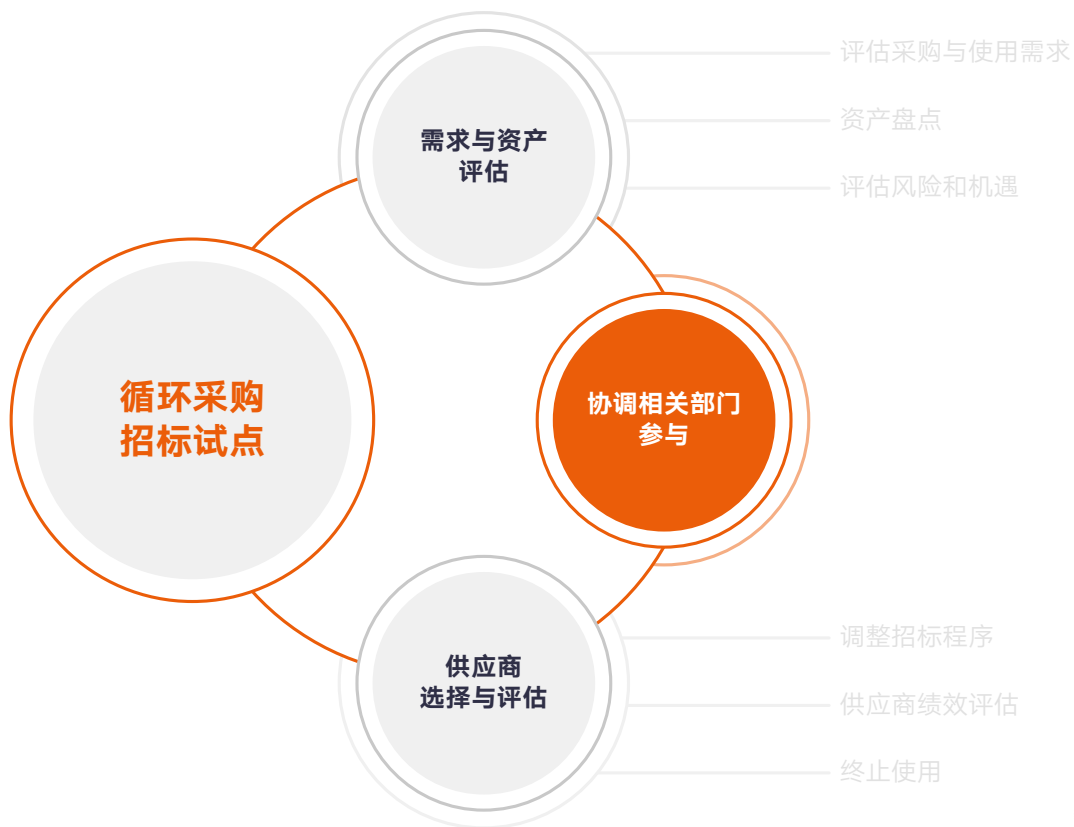 评估采购与使用需求
资产盘点
评估风险和机遇
需求与资产
评估
循环采购
招标试点
协调相关部门
参与
供应商
选择与评估
调整招标程序
供应商绩效评估
终止使用